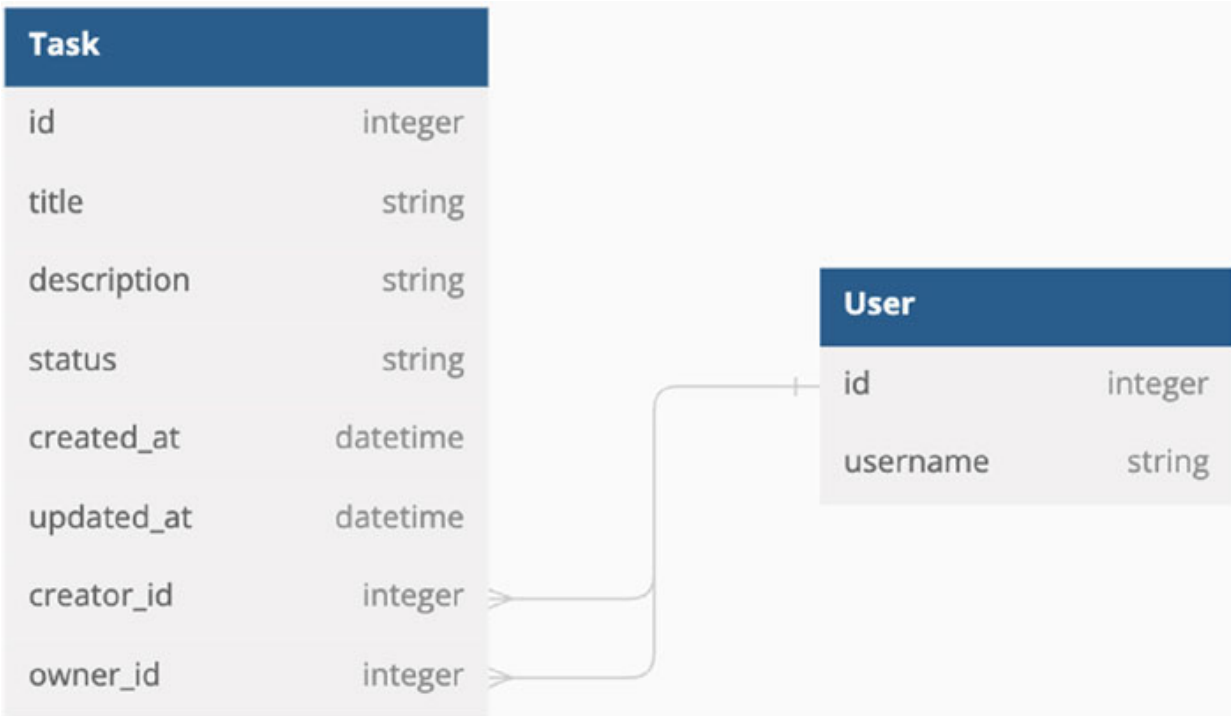 Task
id integer
title string
description string
status string
created_at datetime
updated_at datetime
creator_id integer
owner_id integer
User
id integer
username string